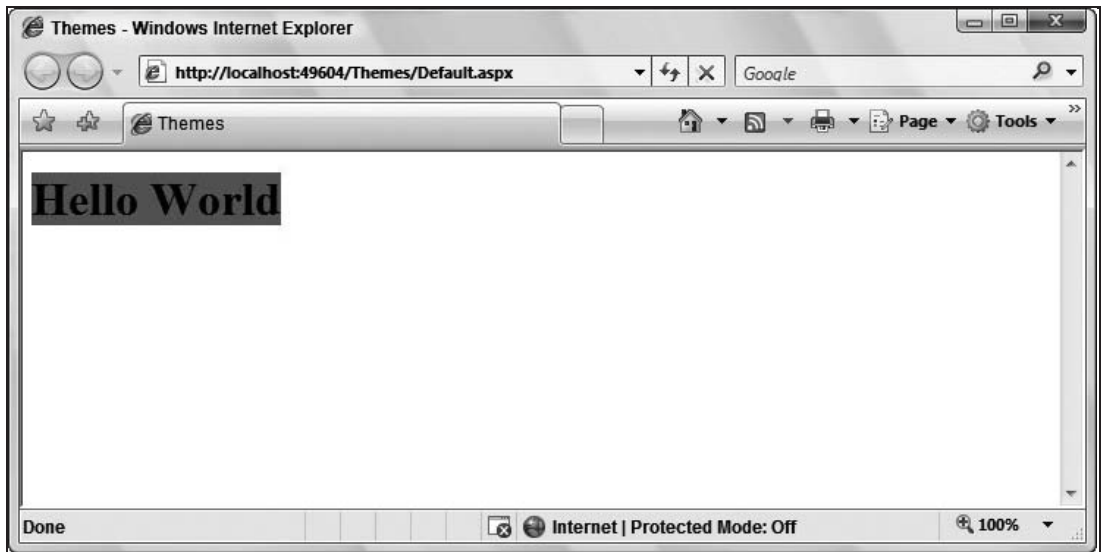 Themes - Windows Internet Explorer
http://localhost:49604/Themes/Default.aspx
Google
Themes
Page
Tools
Hello World
Done
Internet | Protected Mode: Off
100%